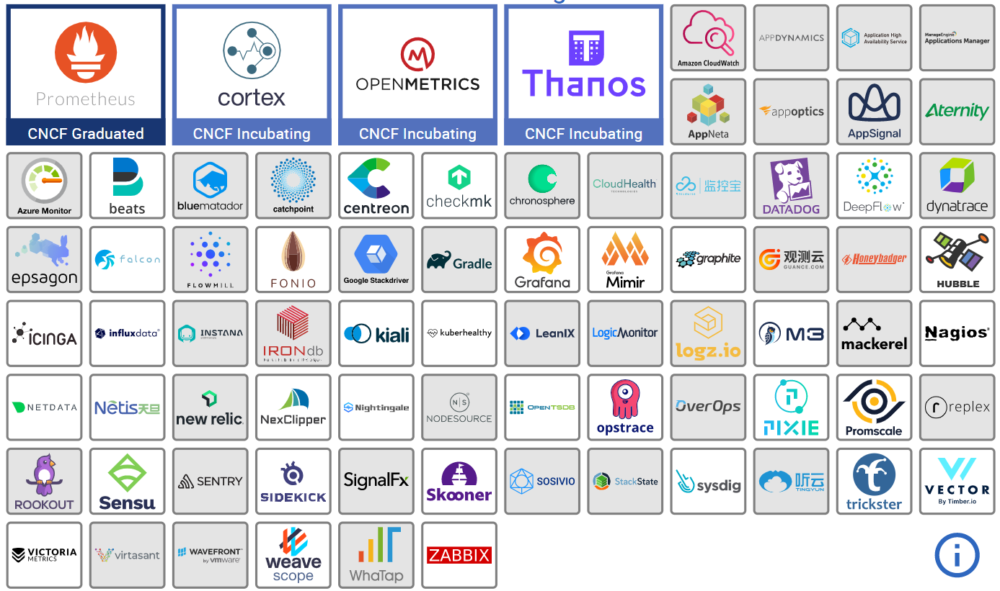 Prometheus
CNCF Graduated
cortex
CNCF Incubating
OPENMETRICS
CNCF Incubating
Thanos
CNCF Incubating
Amazon CloudWatch
APPDYNAMICS
Application High
Availability Service
ManageEngine
Applications Manager
AppNeta
appoptics
AppSignal
Aternity
Azure Monitor
beats
bluematador
catchpoint
centreon
checkmk
chronosphere
CloudHealth
TECHNOLOGIES
监控宝
DATADOG
DeepFlow
dynatrace
epsagon
falcon
FLOWMILL
FONIO
Google Stackdriver
Gradle
Grafana
Grafana
Mimir
graphite
观测云
GUANCE.COM
Honeybadger
HUBBLE
ICINGA
influxdata
INSTANA
IRONdb
kiali
kuberhealthy
LeanIX
LogicMonitor
logz.io
M3
mackerel
Nagios®
NETDATA
Netis天旦
new relic
NexClipper
Nightingale
N|S
NODESOURCE
OPENTSDB
opstrace
OverOps
PIXIE
Promscale
r replex
ROOKOUT
Sensu
SENTRY
SIDEKICK
SignalFx
Skooner
SOSIVIO
StackState
sysdig
听云
TINGYUN
trickster
VECTOR
By Timber.io
VICTORIA
METRICS
virtasant
WAVEFRONT™
by vmware®
weave
scope
WhaTap
ZABBIX